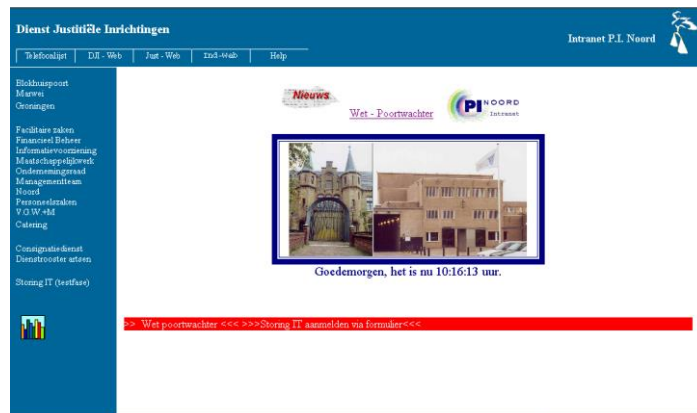 Dienst Justitiële Inrichtingen
Intranet P.I. Noord
Telefoonlijst DJI - Web Just - Web Ind-Web Help
Blokhuispoort
Marwei
Groningen
Facilitaire zaken
Financieel Beheer
Informatievoorziening
Maatschappelijkwerk
Ondernemingsraad
Managementteam
Noord
Personeelszaken
V.G.W.+M
Catering
Consignatiedienst
Dienstrooster artsen
Storing IT (testfase)
Nieuws
Wet - Poortwachter
PI NOORD
Intranet
Goedemorgen, het is nu 10:16:13 uur.
>> Wet poortwachter <<< >>>Storing IT aanmelden via formulier<<<